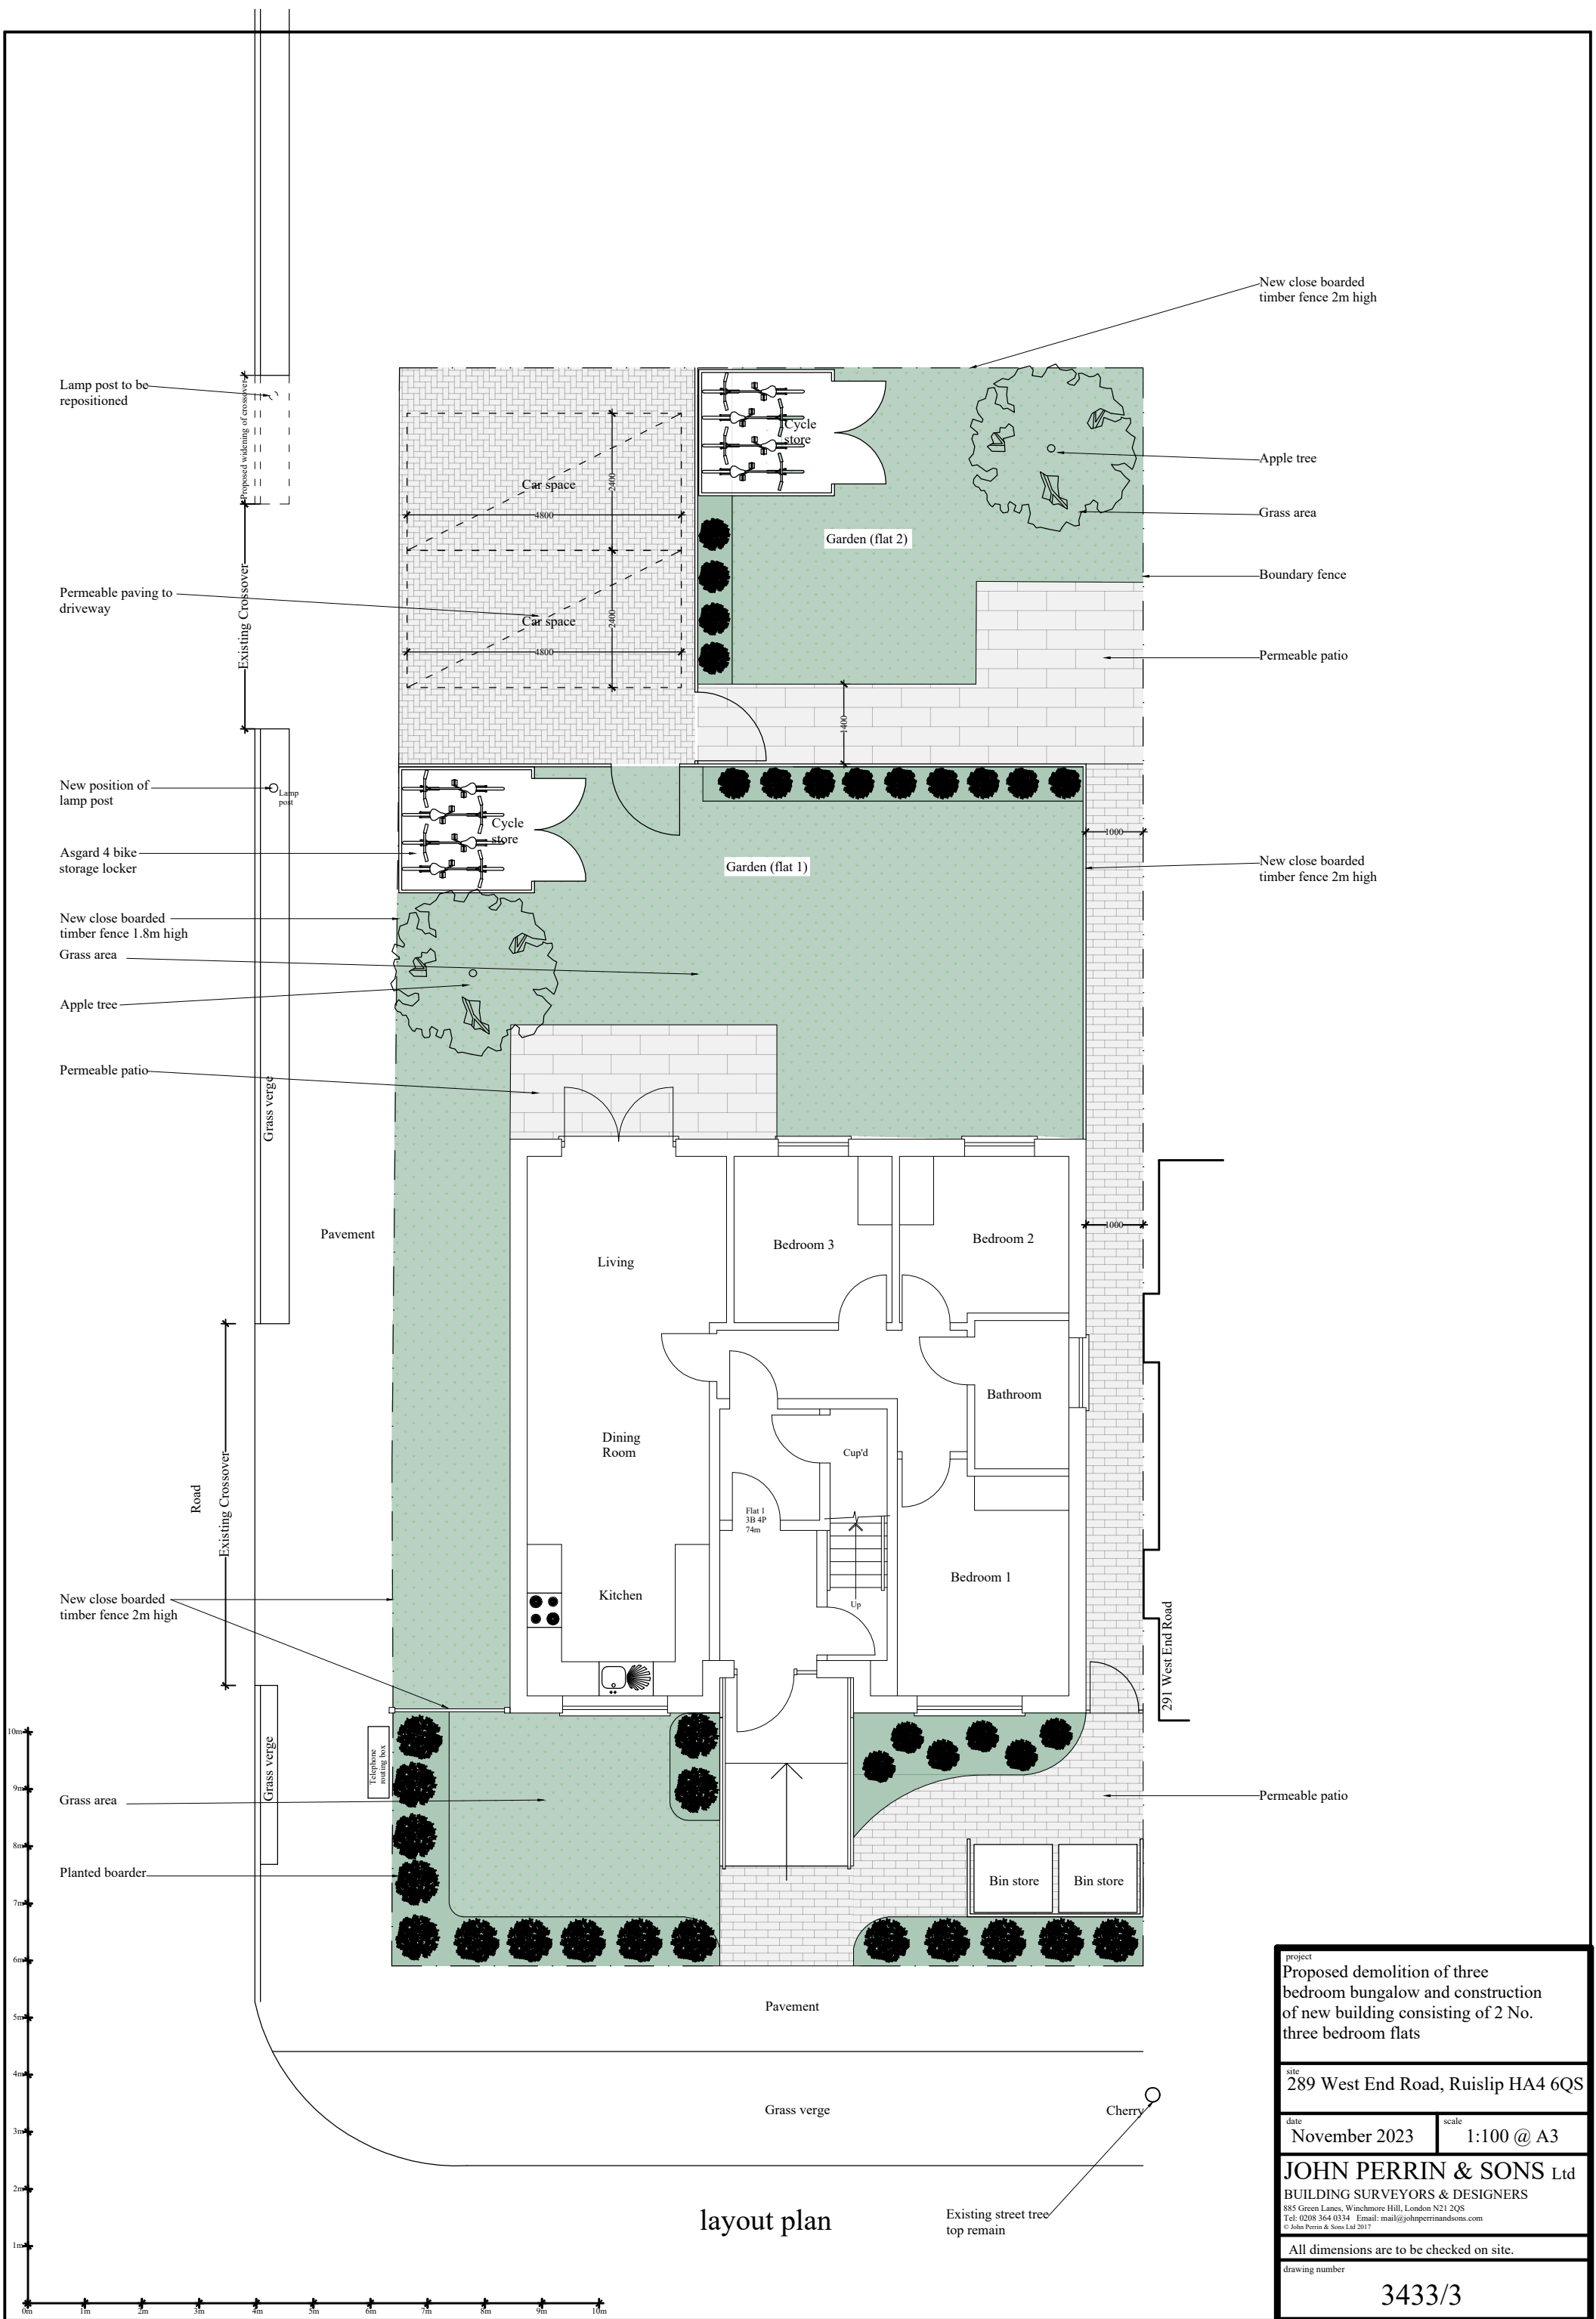 New close boarded
timber fence 2m high
Lamp post to be
repositioned
Proposed widening of crossover
Cycle
store
Apple tree
Car space
2400
4800
Grass area
Garden (flat 2)
Existing Crossover
Boundary fence
Permeable paving to
driveway
Car space
2400
4800
Permeable patio
1400
New position of
lamp post
Lamp
post
Cycle
store
1000
Asgard 4 bike
storage locker
Garden (flat 1)
New close boarded
timber fence 2m high
New close boarded
timber fence 1.8m high
Grass area
Apple tree
Permeable patio
Grass verge
Pavement
1000
Living
Bedroom 3
Bedroom 2
Bathroom
Dining
Room
Cup'd
Road
Existing Crossover
Flat 1
3B 4P
74m
Kitchen
Bedroom 1
Up
New close boarded
timber fence 2m high
291 West End Road
Telephone
routing box
Grass verge
Grass area
Permeable patio
Planted boarder
Bin store
Bin store
Pavement
Grass verge
Cherry
Existing street tree
top remain
layout plan
10m
9m
8m
7m
6m
5m
4m
3m
2m
1m
0m
1m
2m
3m
4m
5m
6m
7m
8m
9m
10m
project
Proposed demolition of three
bedroom bungalow and construction
of new building consisting of 2 No.
three bedroom flats
site
289 West End Road, Ruislip HA4 6QS
date
November 2023
scale
1:100 @ A3
JOHN PERRIN & SONS Ltd
BUILDING SURVEYORS & DESIGNERS
885 Green Lanes, Winchmore Hill, London N21 2QS
Tel: 0208 364 0334 Email: mail@johnperrinandsons.com
© John Perrin & Sons Ltd 2017
All dimensions are to be checked on site.
drawing number
3433/3